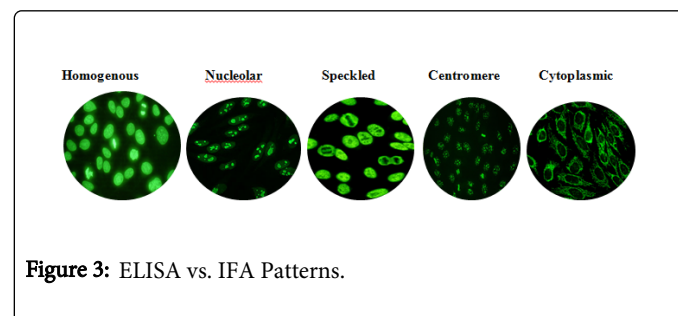 Homogenous Nucleolar Speckled Centromere Cytoplasmic
Figure 3: ELISA vs. IFA Patterns.